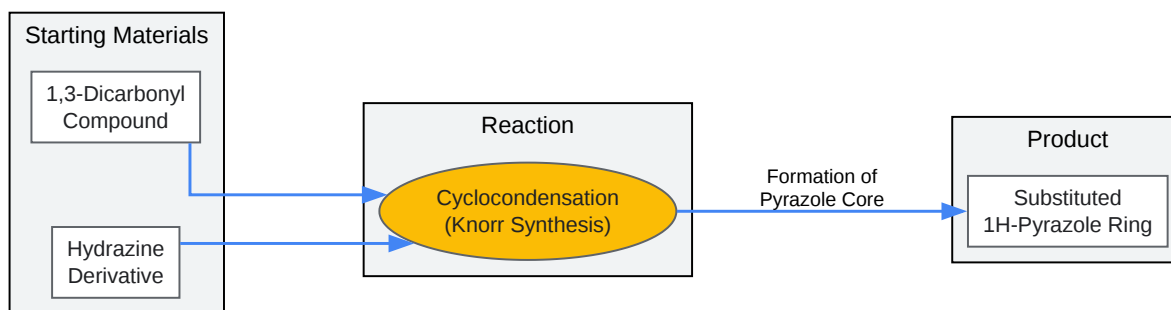 Starting Materials
1,3-Dicarbonyl
Compound
Hydrazine
Derivative
Reaction
Cyclocondensation
(Knorr Synthesis)
Formation of
Pyrazole Core
Product
Substituted
1H-Pyrazole Ring